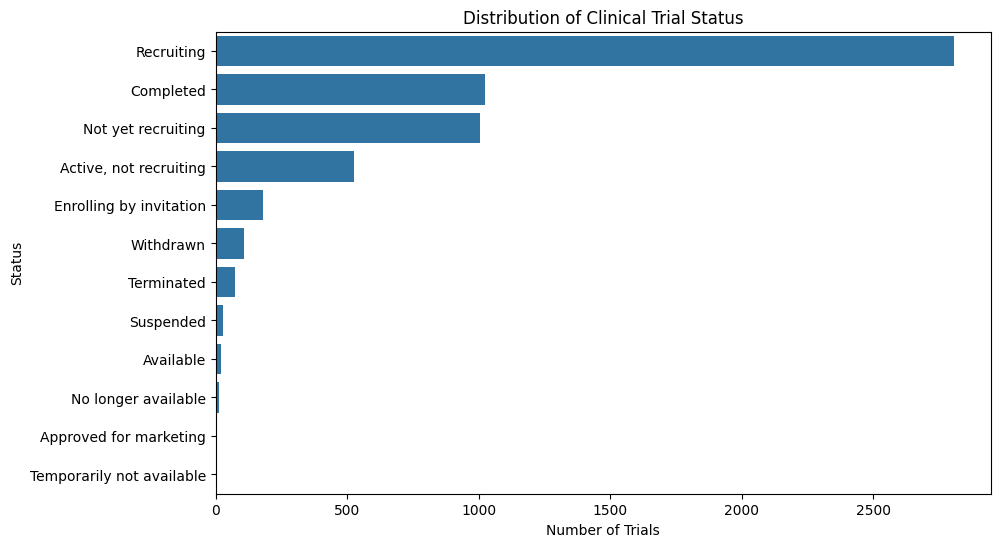 Distribution of Clinical Trial Status
Status
Recruiting
Completed
Not yet recruiting
Active, not recruiting
Enrolling by invitation
Withdrawn
Terminated
Suspended
Available
No longer available
Approved for marketing
Temporarily not available
0 500 1000 1500 2000 2500
Number of Trials